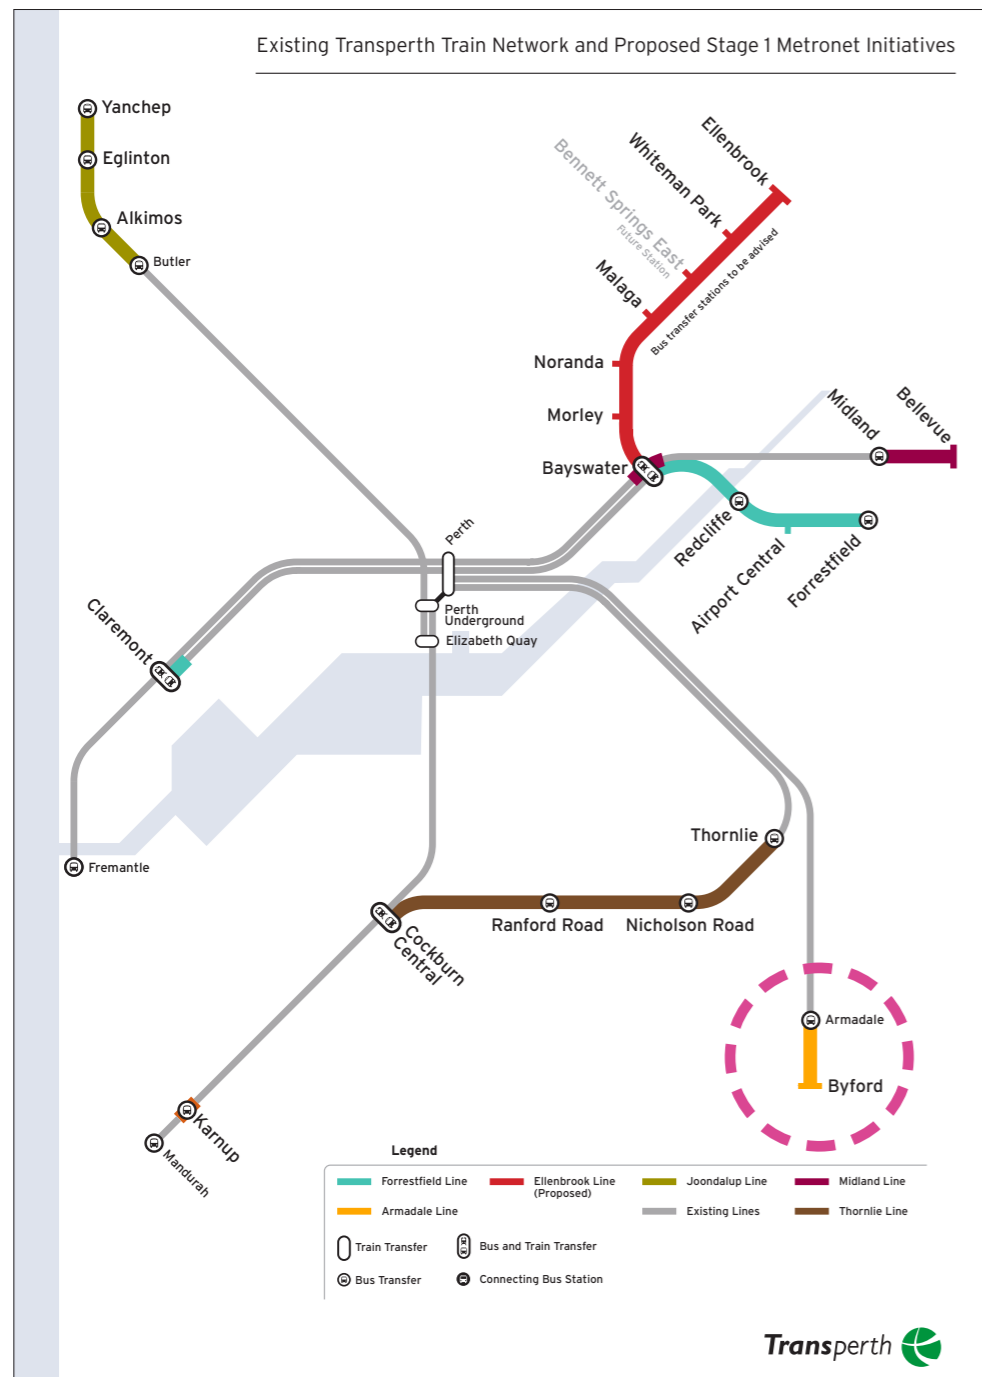 Existing Transperth Train Network and Proposed Stage 1 Metronet Initiatives
Yanchep
Eglinton
Alkimos
Butler
Ellenbrook
Whiteman Park
Bennett Springs East
Future Station
Malaga
Bus transfer stations to be advised
Noranda
Morley
Bayswater
Midland
Bellevue
Redcliffe
Airport Central
Forrestfield
Perth
Perth
Underground
Elizabeth Quay
Claremont
Fremantle
Thornlie
Ranford Road
Nicholson Road
Cockburn
Central
Armadale
Byford
Karnup
Mandurah
Legend
Forrestfield Line
Ellenbrook Line
(Proposed)
Joondalup Line
Midland Line
Armadale Line
Existing Lines
Thornlie Line
Train Transfer
Bus and Train Transfer
Bus Transfer
Connecting Bus Station
Transperth